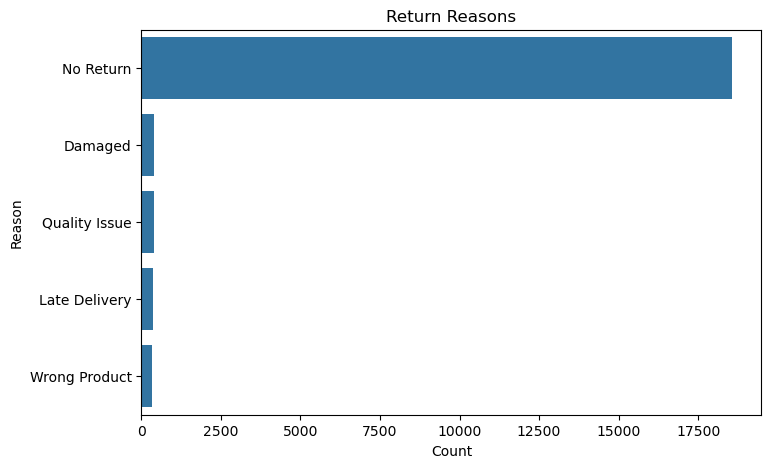 Return Reasons
No Return
Damaged
Quality Issue
Late Delivery
Wrong Product
Reason
0 2500 5000 7500 10000 12500 15000 17500
Count